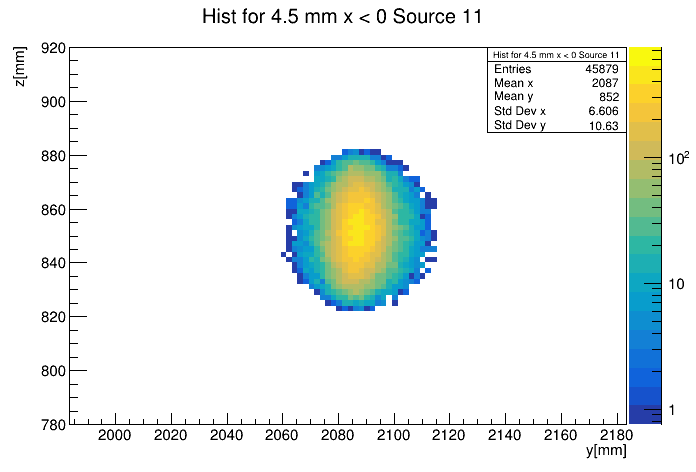 Hist for 4.5 mm x < 0 Source 11
z[mm]
920
900
880
860
840
820
800
780
Hist for 4.5 mm x < 0 Source 11
Entries 45879
Mean x 2087
Mean y 852
Std Dev x 6.606
Std Dev y 10.63
10²
10
1
2000 2020 2040 2060 2080 2100 2120 2140 2160 2180
y[mm]